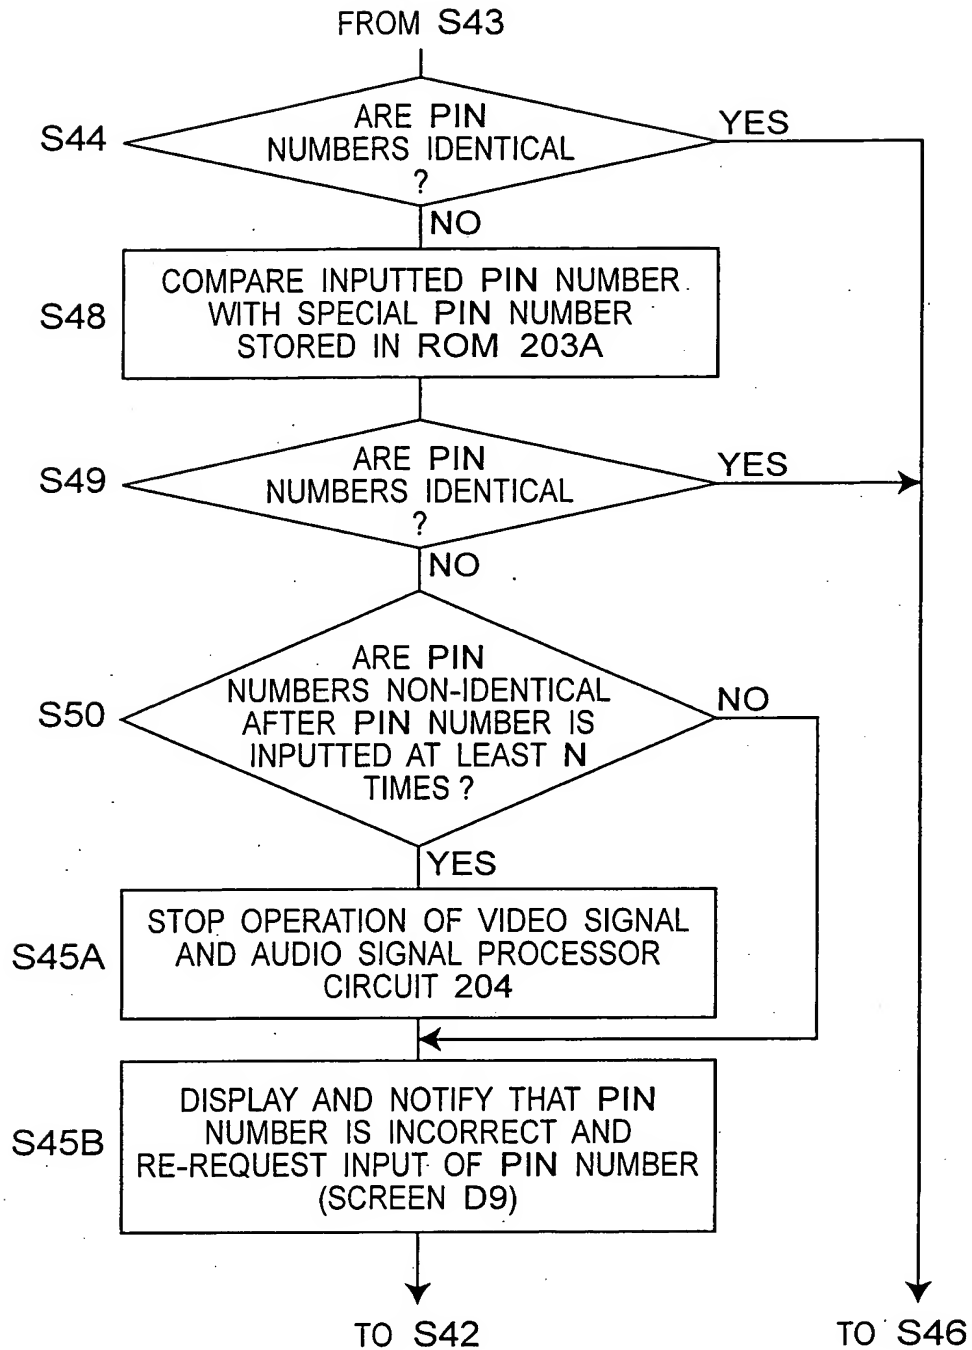 FROM S43
S44
ARE PIN
NUMBERS IDENTICAL
?
YES
NO
S48
COMPARE INPUTTED PIN NUMBER
WITH SPECIAL PIN NUMBER
STORED IN ROM 203A
S49
ARE PIN
NUMBERS IDENTICAL
?
YES
NO
S50
ARE PIN
NUMBERS NON-IDENTICAL
AFTER PIN NUMBER IS
INPUTTED AT LEAST N
TIMES ?
NO
YES
S45A
STOP OPERATION OF VIDEO SIGNAL
AND AUDIO SIGNAL PROCESSOR
CIRCUIT 204
S45B
DISPLAY AND NOTIFY THAT PIN
NUMBER IS INCORRECT AND
RE-REQUEST INPUT OF PIN NUMBER
(SCREEN D9)
TO S42
TO S46